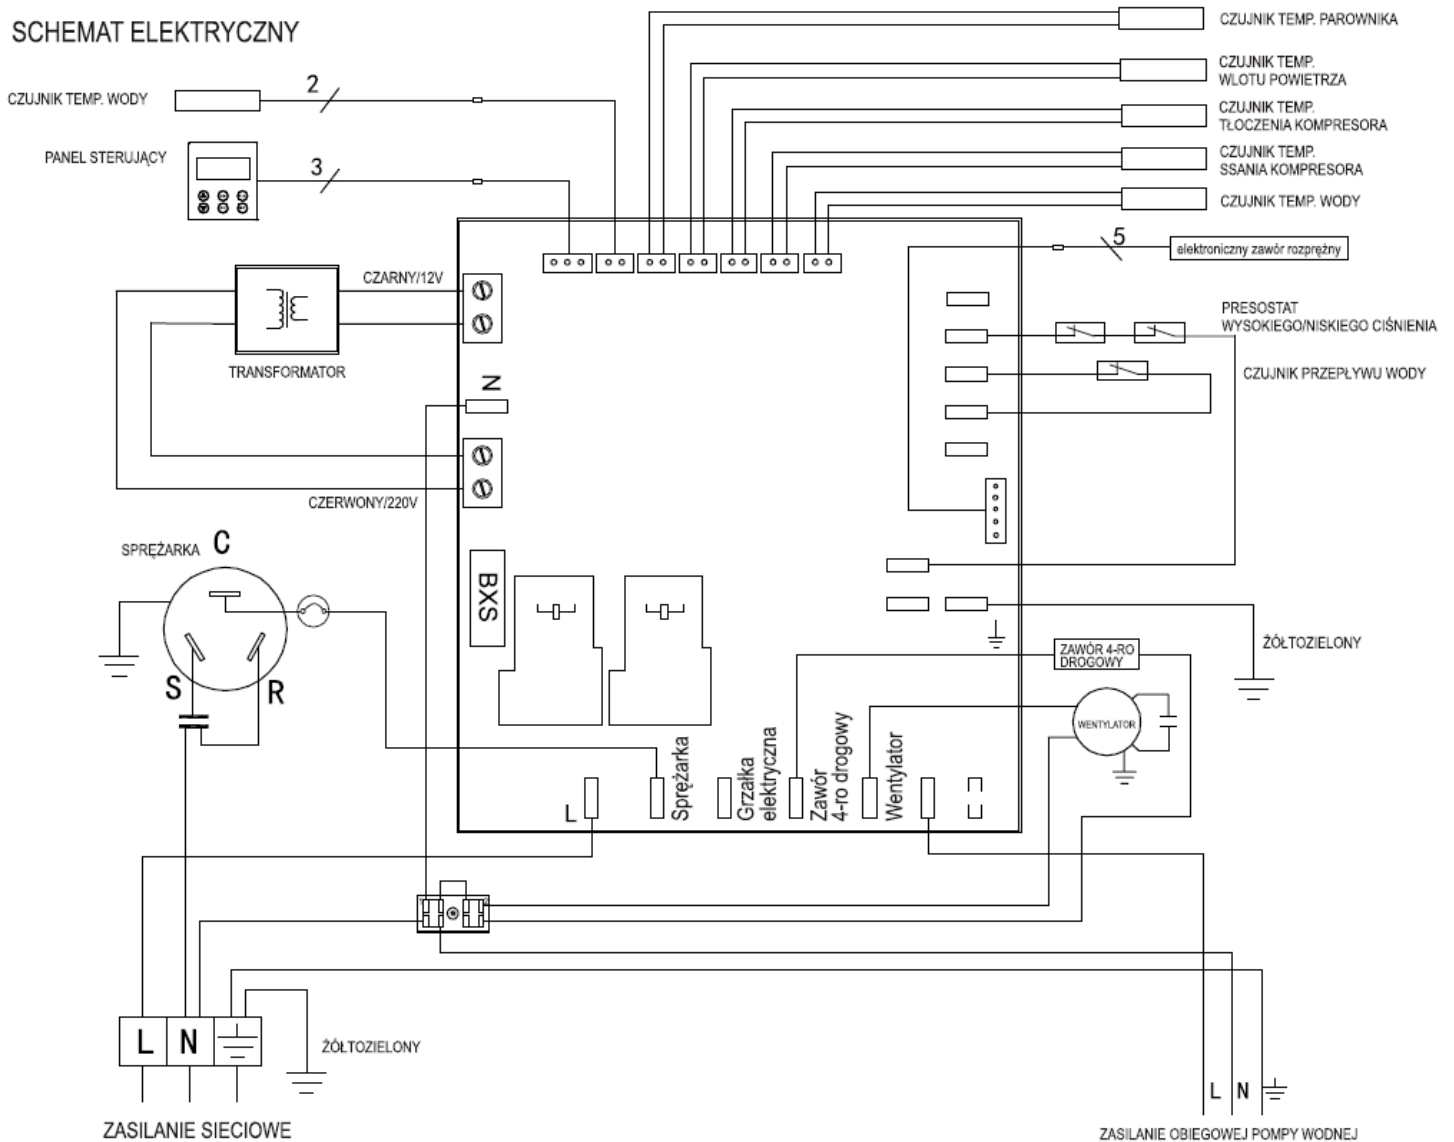 SCHEMAT ELEKTRYCZNY
CZUJNIK TEMP. PAROWNIKA
CZUJNIK TEMP.
WLOTU POWIETRZA
CZUJNIK TEMP.
TŁOCZENIA KOMPRESORA
CZUJNIK TEMP.
SSANIA KOMPRESORA
CZUJNIK TEMP. WODY
CZUJNIK TEMP. WODY
2
PANEL STERUJĄCY
3
5
elektroniczny zawór rozprężny
CZARNY/12V
TRANSFORMATOR
PRESOSTAT
WYSOKIEGO/NISKIEGO CIŚNIENIA
CZUJNIK PRZEPŁYWU WODY
N
CZERWONY/220V
SPRĘŻARKA
C
S
R
BXS
ŻÓŁTOZIELONY
ZAWÓR 4-RO
DROGOWY
WENTYLATOR
L
Sprężarka
Grzałka
elektryczna
Zawór
4-ro drogowy
Wentylator
L
N
ŻÓŁTOZIELONY
ZASILANIE SIECIOWE
L
N
ZASILANIE OBIEGOWEJ POMPY WODNEJ